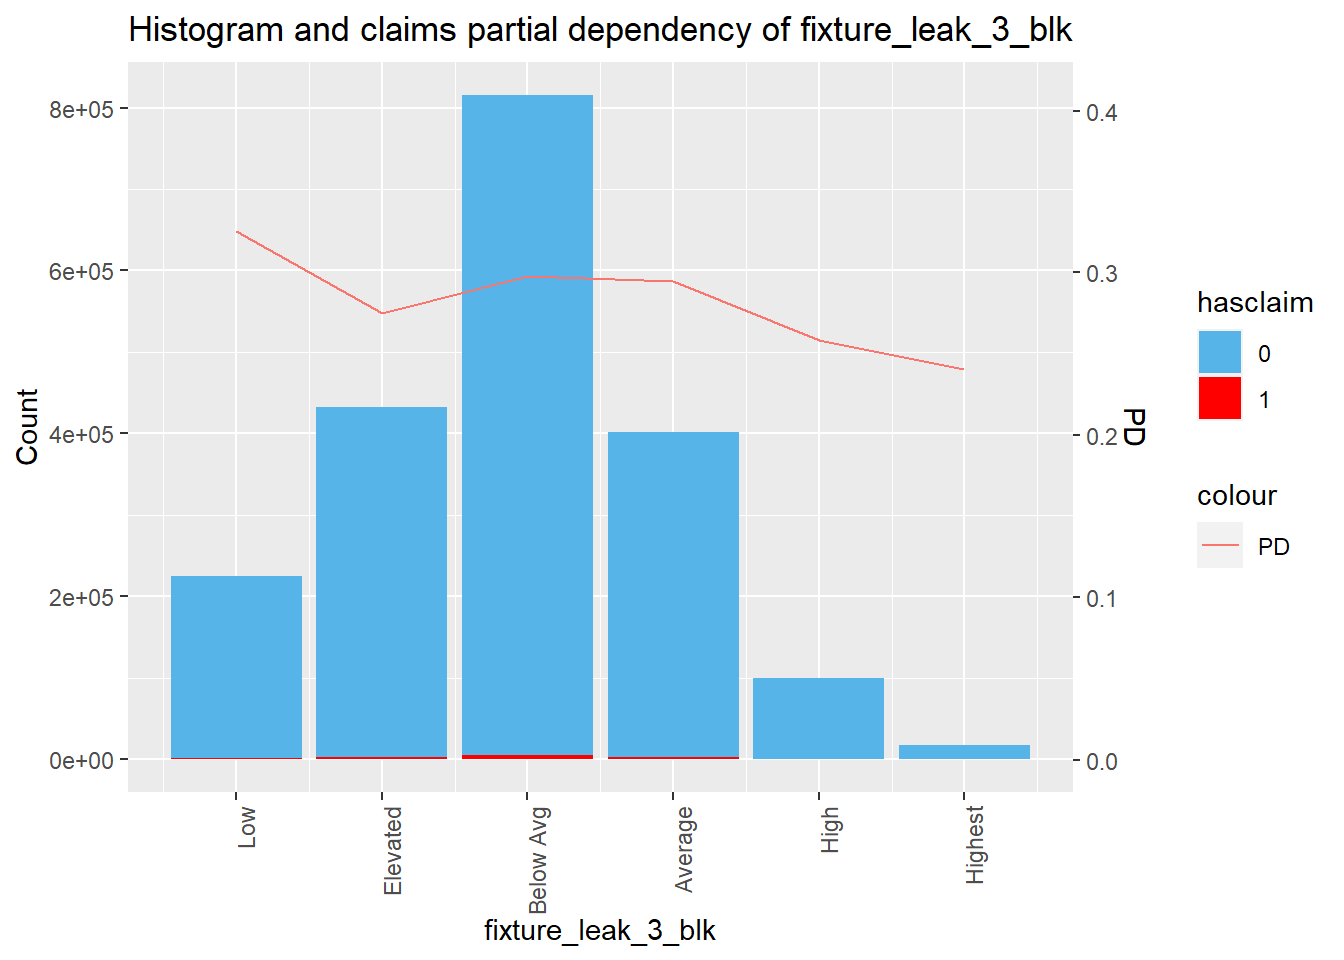 Histogram and claims partial dependency of fixture_leak_3_blk
8e+05
6e+05
4e+05
2e+05
0e+00
Count
0.4
0.3
0.2
0.1
0.0
PD
Low
Elevated
Below Avg
Average
High
Highest
fixture_leak_3_blk
hasclaim
0
1
colour
PD